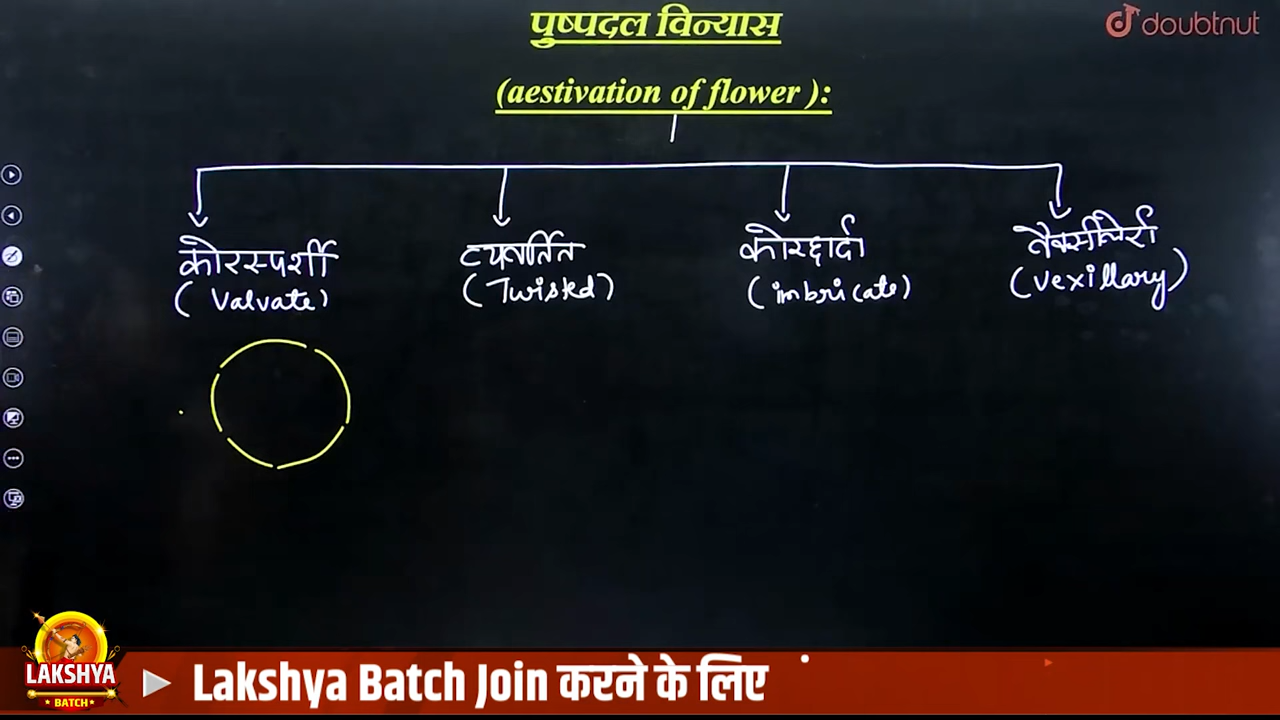 पुष्पदल विन्यास
doubtnut
(aestivation of flower ):
कोरस्पर्शी
(Valvate)
व्यावर्तित
(Twisted)
कोरछादी
(imbricate)
वैक्सीलेरी
(vexillary)
LAKSHYA
BATCH
Lakshya Batch Join करने के लिए